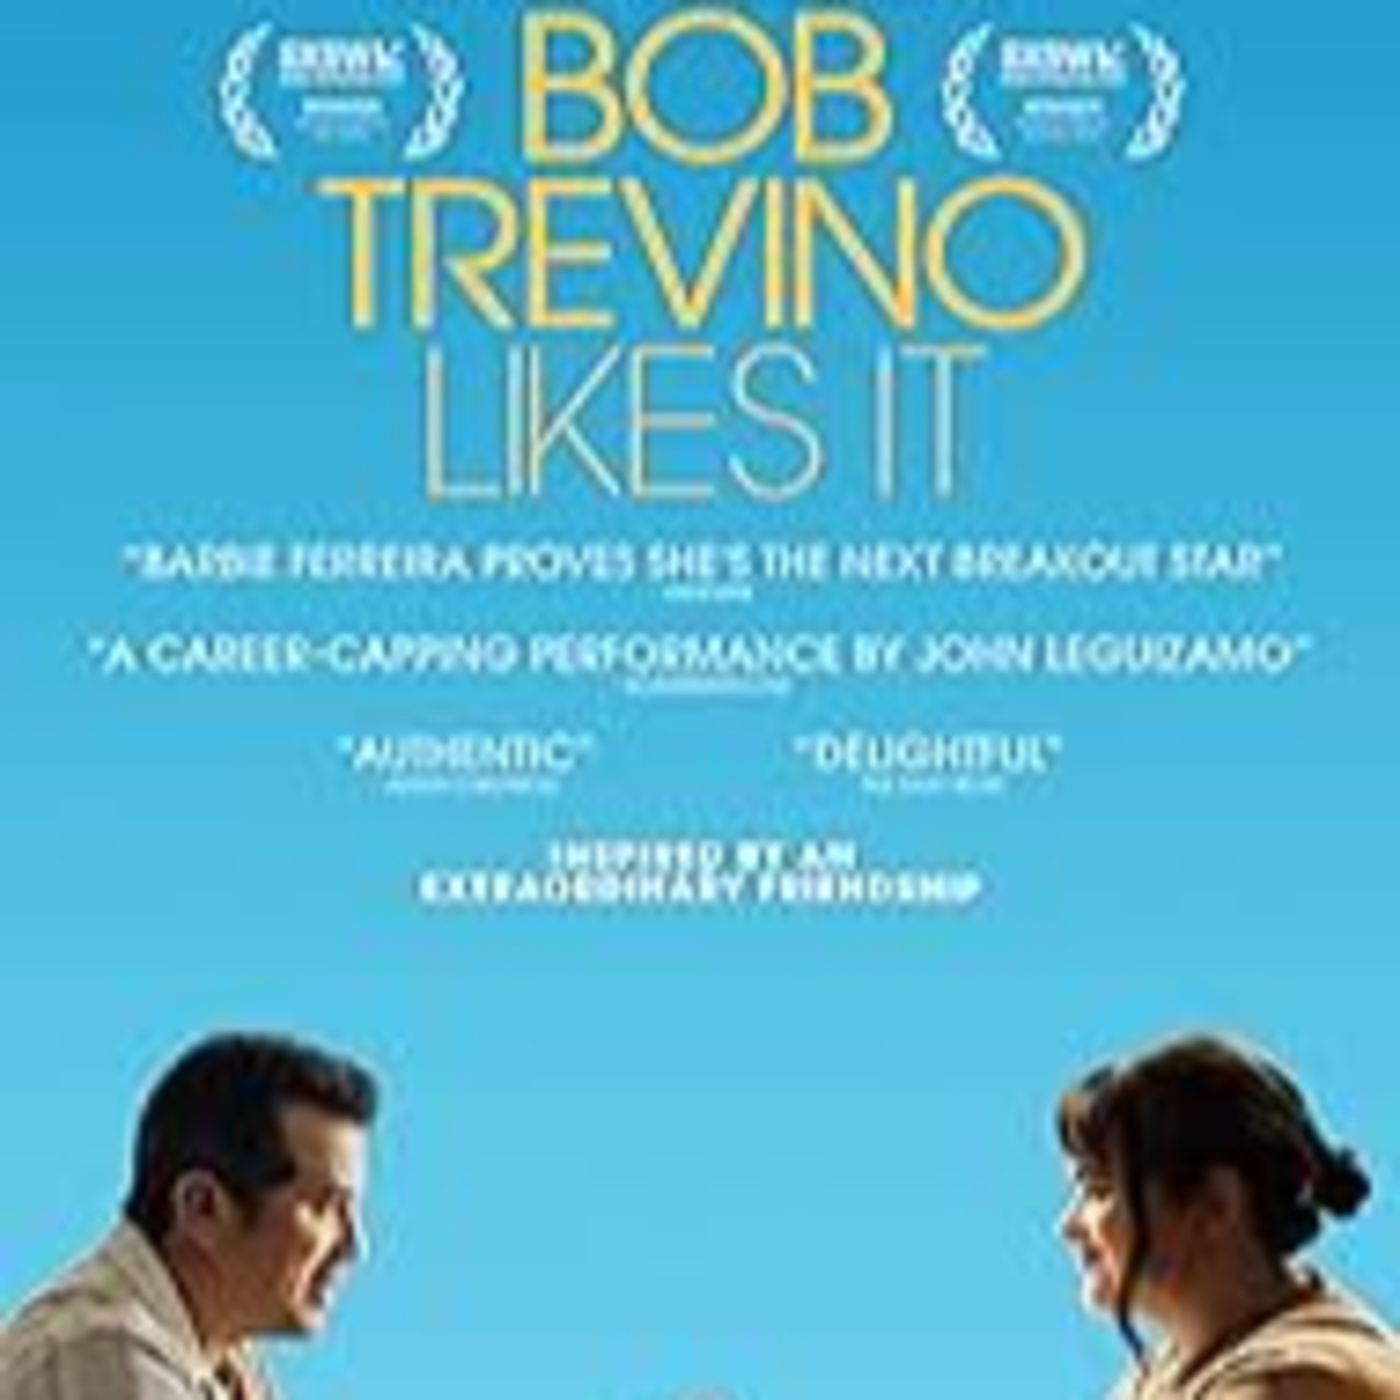 BOB
TREVINO
LIKES IT
"BARBIE FERREIRA PROVES SHE'S THE NEXT BREAKOUT STAR"
"A CAREER-CAPPING PERFORMANCE BY JOHN LEGUIZAMO"
"AUTHENTIC" "DELIGHTFUL"
INSPIRED BY AN
EXTRAORDINARY FRIENDSHIP